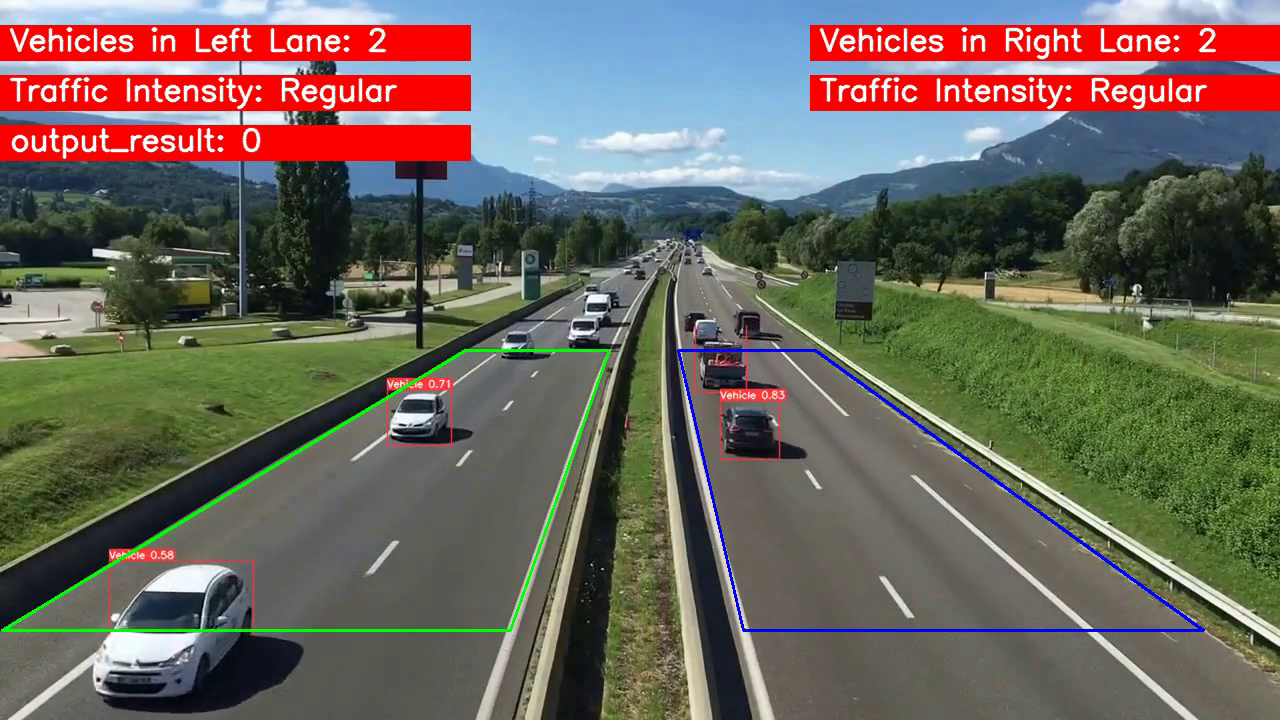 Vehicles in Left Lane: 2
Vehicles in Right Lane: 2
Traffic Intensity: Regular
Traffic Intensity: Regular
output_result: 0
Vehicle 0.71
Vehicle 0.83
Vehicle 0.58